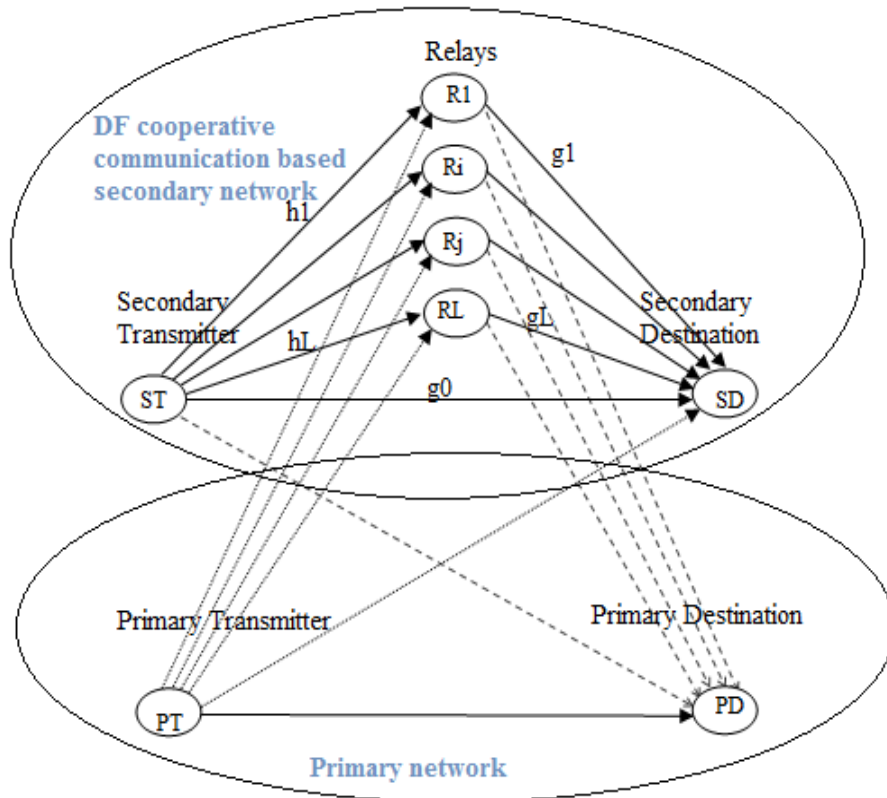 Relays
R1
DF cooperative
communication based
secondary network
g1
Ri
h1
Rj
Secondary
Transmitter
Secondary
Destination
RL
gL
hL
g0
ST
SD
Primary Transmitter
Primary Destination
PT
PD
Primary network